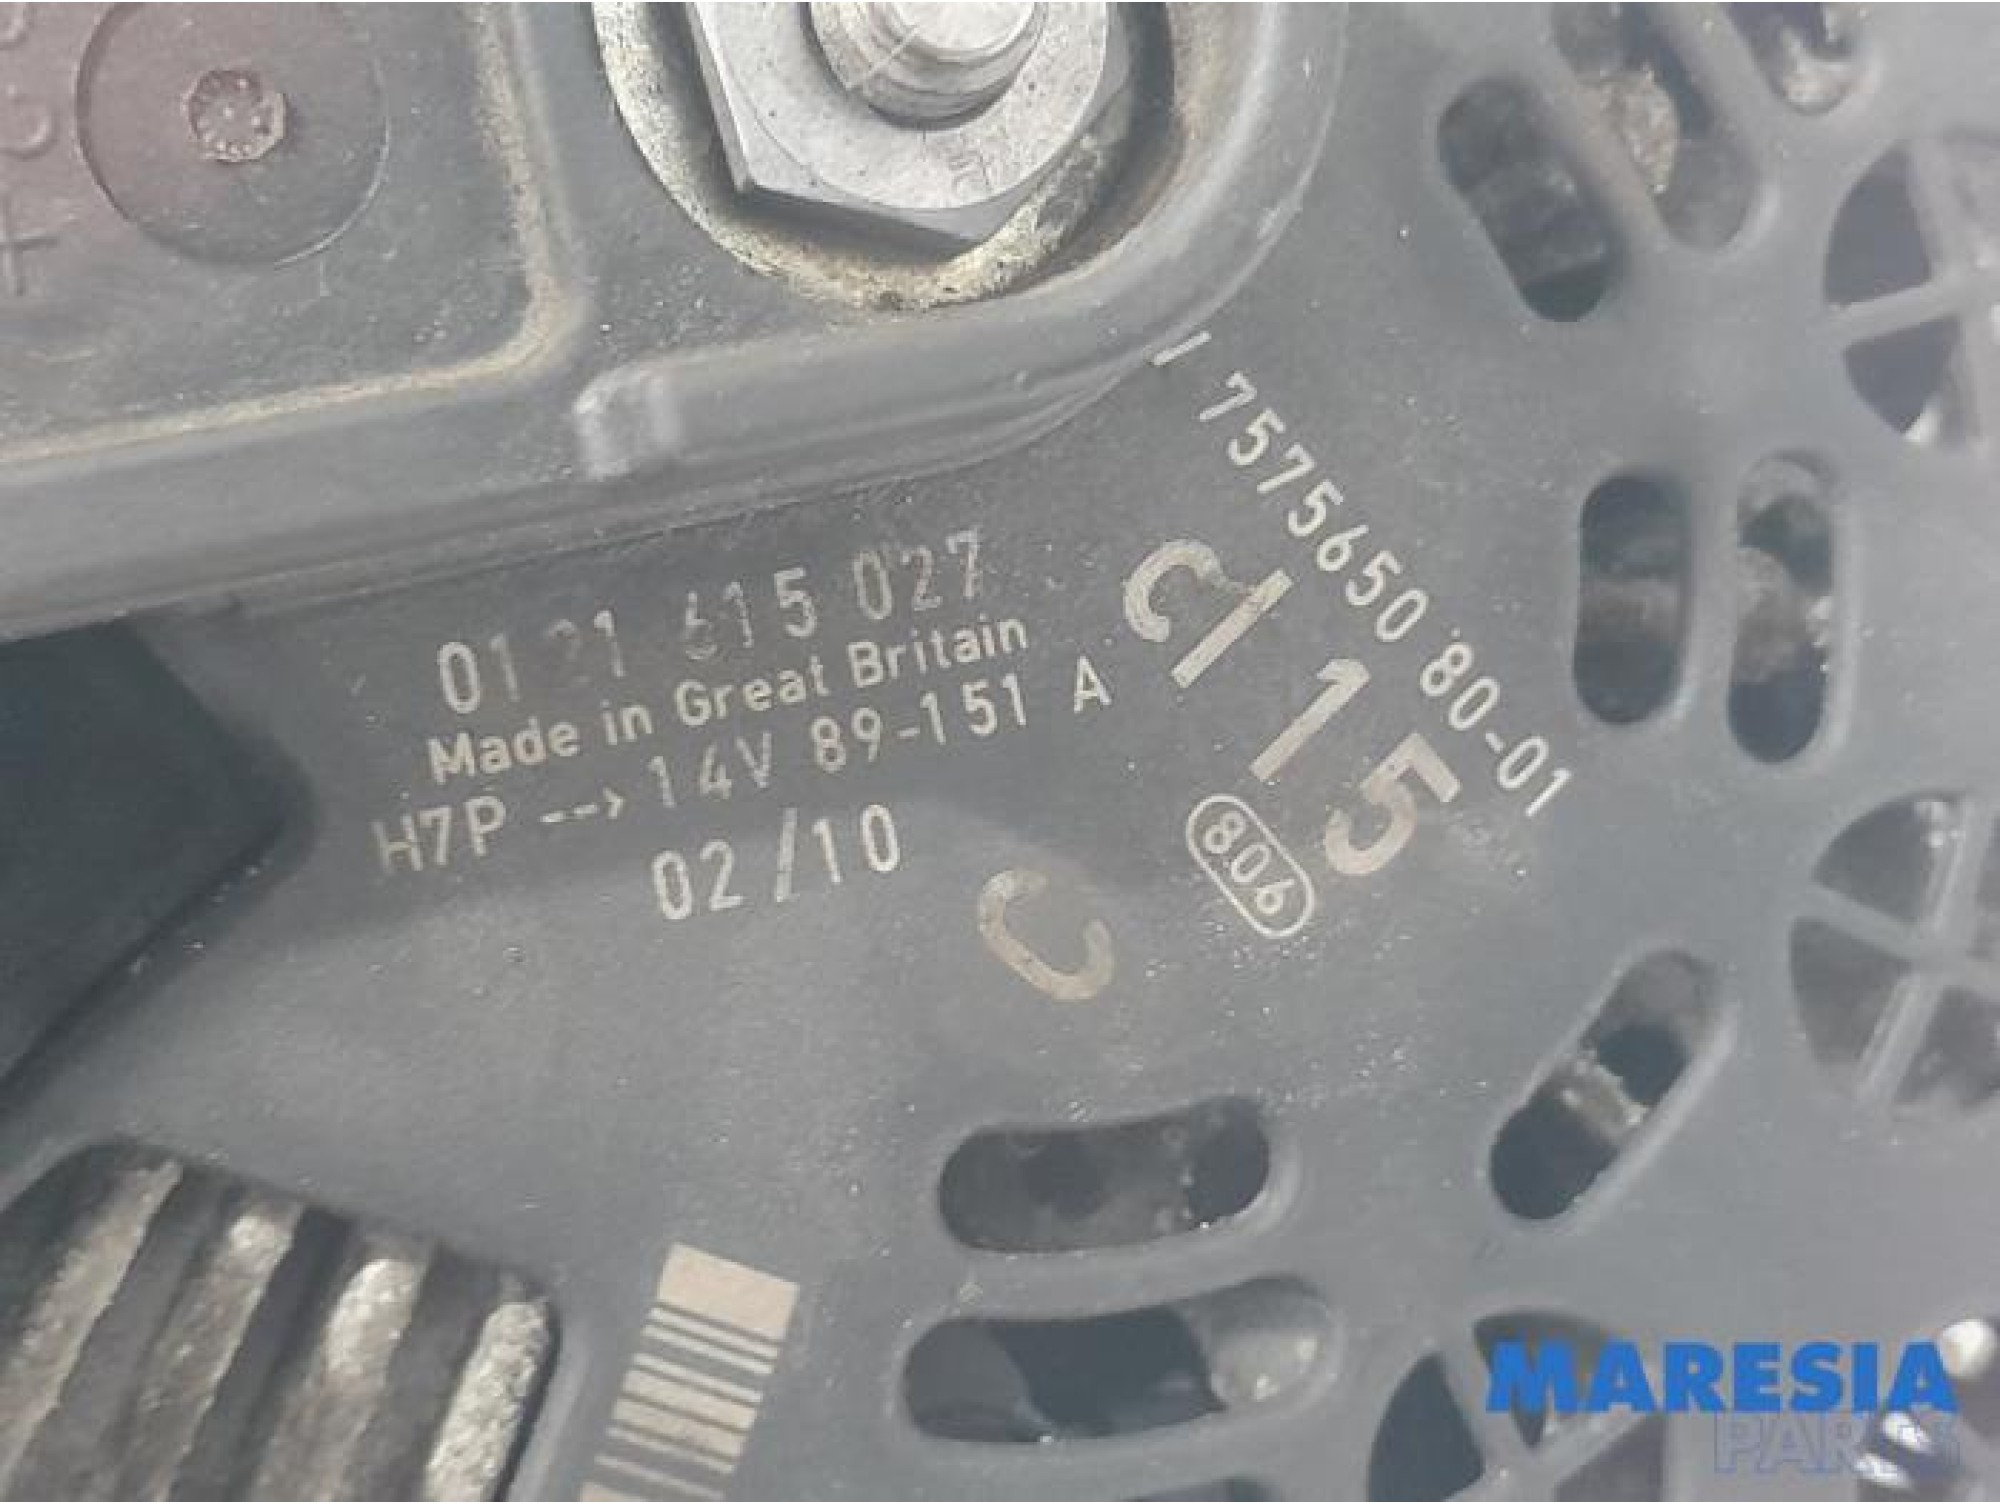 0121 615 027
Made in Great Britain
H7P --> 14V 89-151 A
02/10
7575650 80-01
CI 15
806
C
MARESIA
PARTS